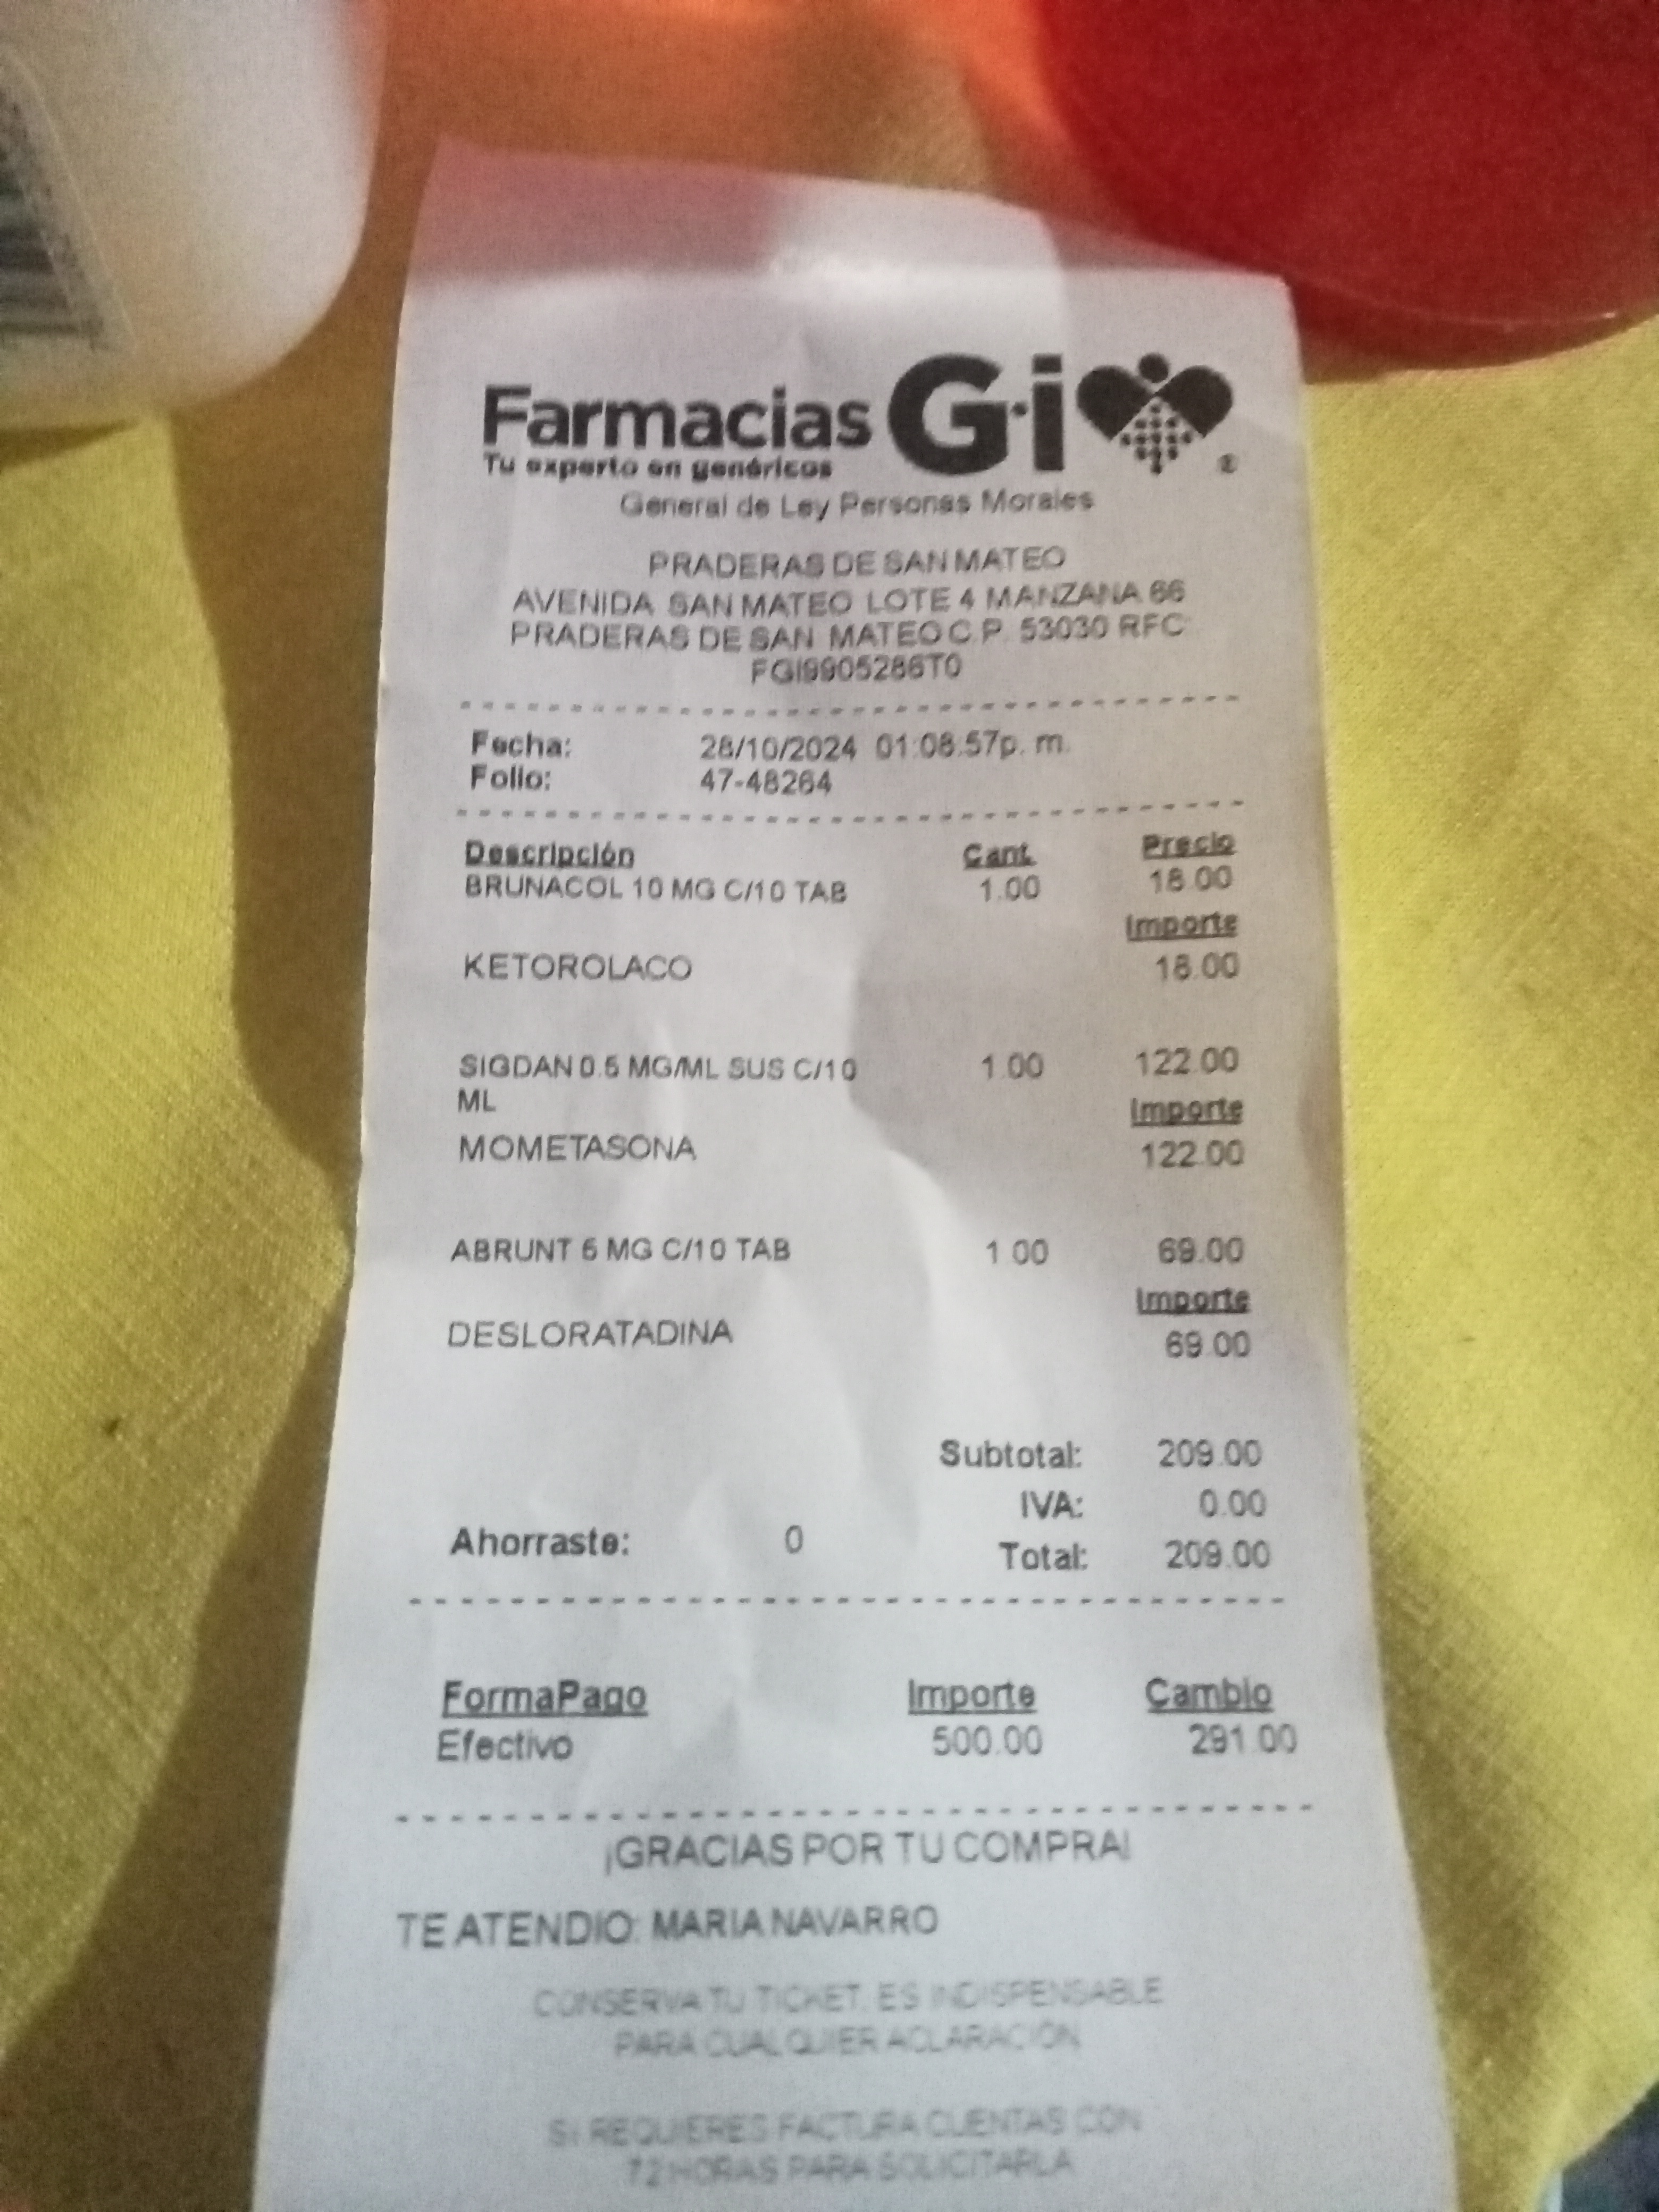 Farmacias Gi
Tu experto en genéricos
General de Ley Personas Morales
PRADERAS DE SAN MATEO
AVENIDA SAN MATEO LOTE 4 MANZANA 66
PRADERAS DE SAN MATEO C.P. 53030 RFC:
FGI9905286T0
Fecha: 28/10/2024 01:08:57p. m.
Folio: 47-48264
Descripción Cant. Precio
BRUNACOL 10 MG C/10 TAB 1.00 18.00
Importe
KETOROLACO 18.00
SIGDAN 0.5 MG/ML SUS C/10 1.00 122.00
ML Importe
MOMETASONA 122.00
ABRUNT 5 MG C/10 TAB 1.00 69.00
Importe
DESLORATADINA 69.00
Subtotal: 209.00
IVA: 0.00
Ahorraste: 0 Total: 209.00
FormaPago Importe Cambio
Efectivo 500.00 291.00
¡GRACIAS POR TU COMPRA!
TE ATENDIO: MARIA NAVARRO
CONSERVA TU TICKET, ES INDISPENSABLE
PARA CUALQUIER ACLARACIÓN
SI REQUIERES FACTURA CUENTAS CON
72 HORAS PARA SOLICITARLA